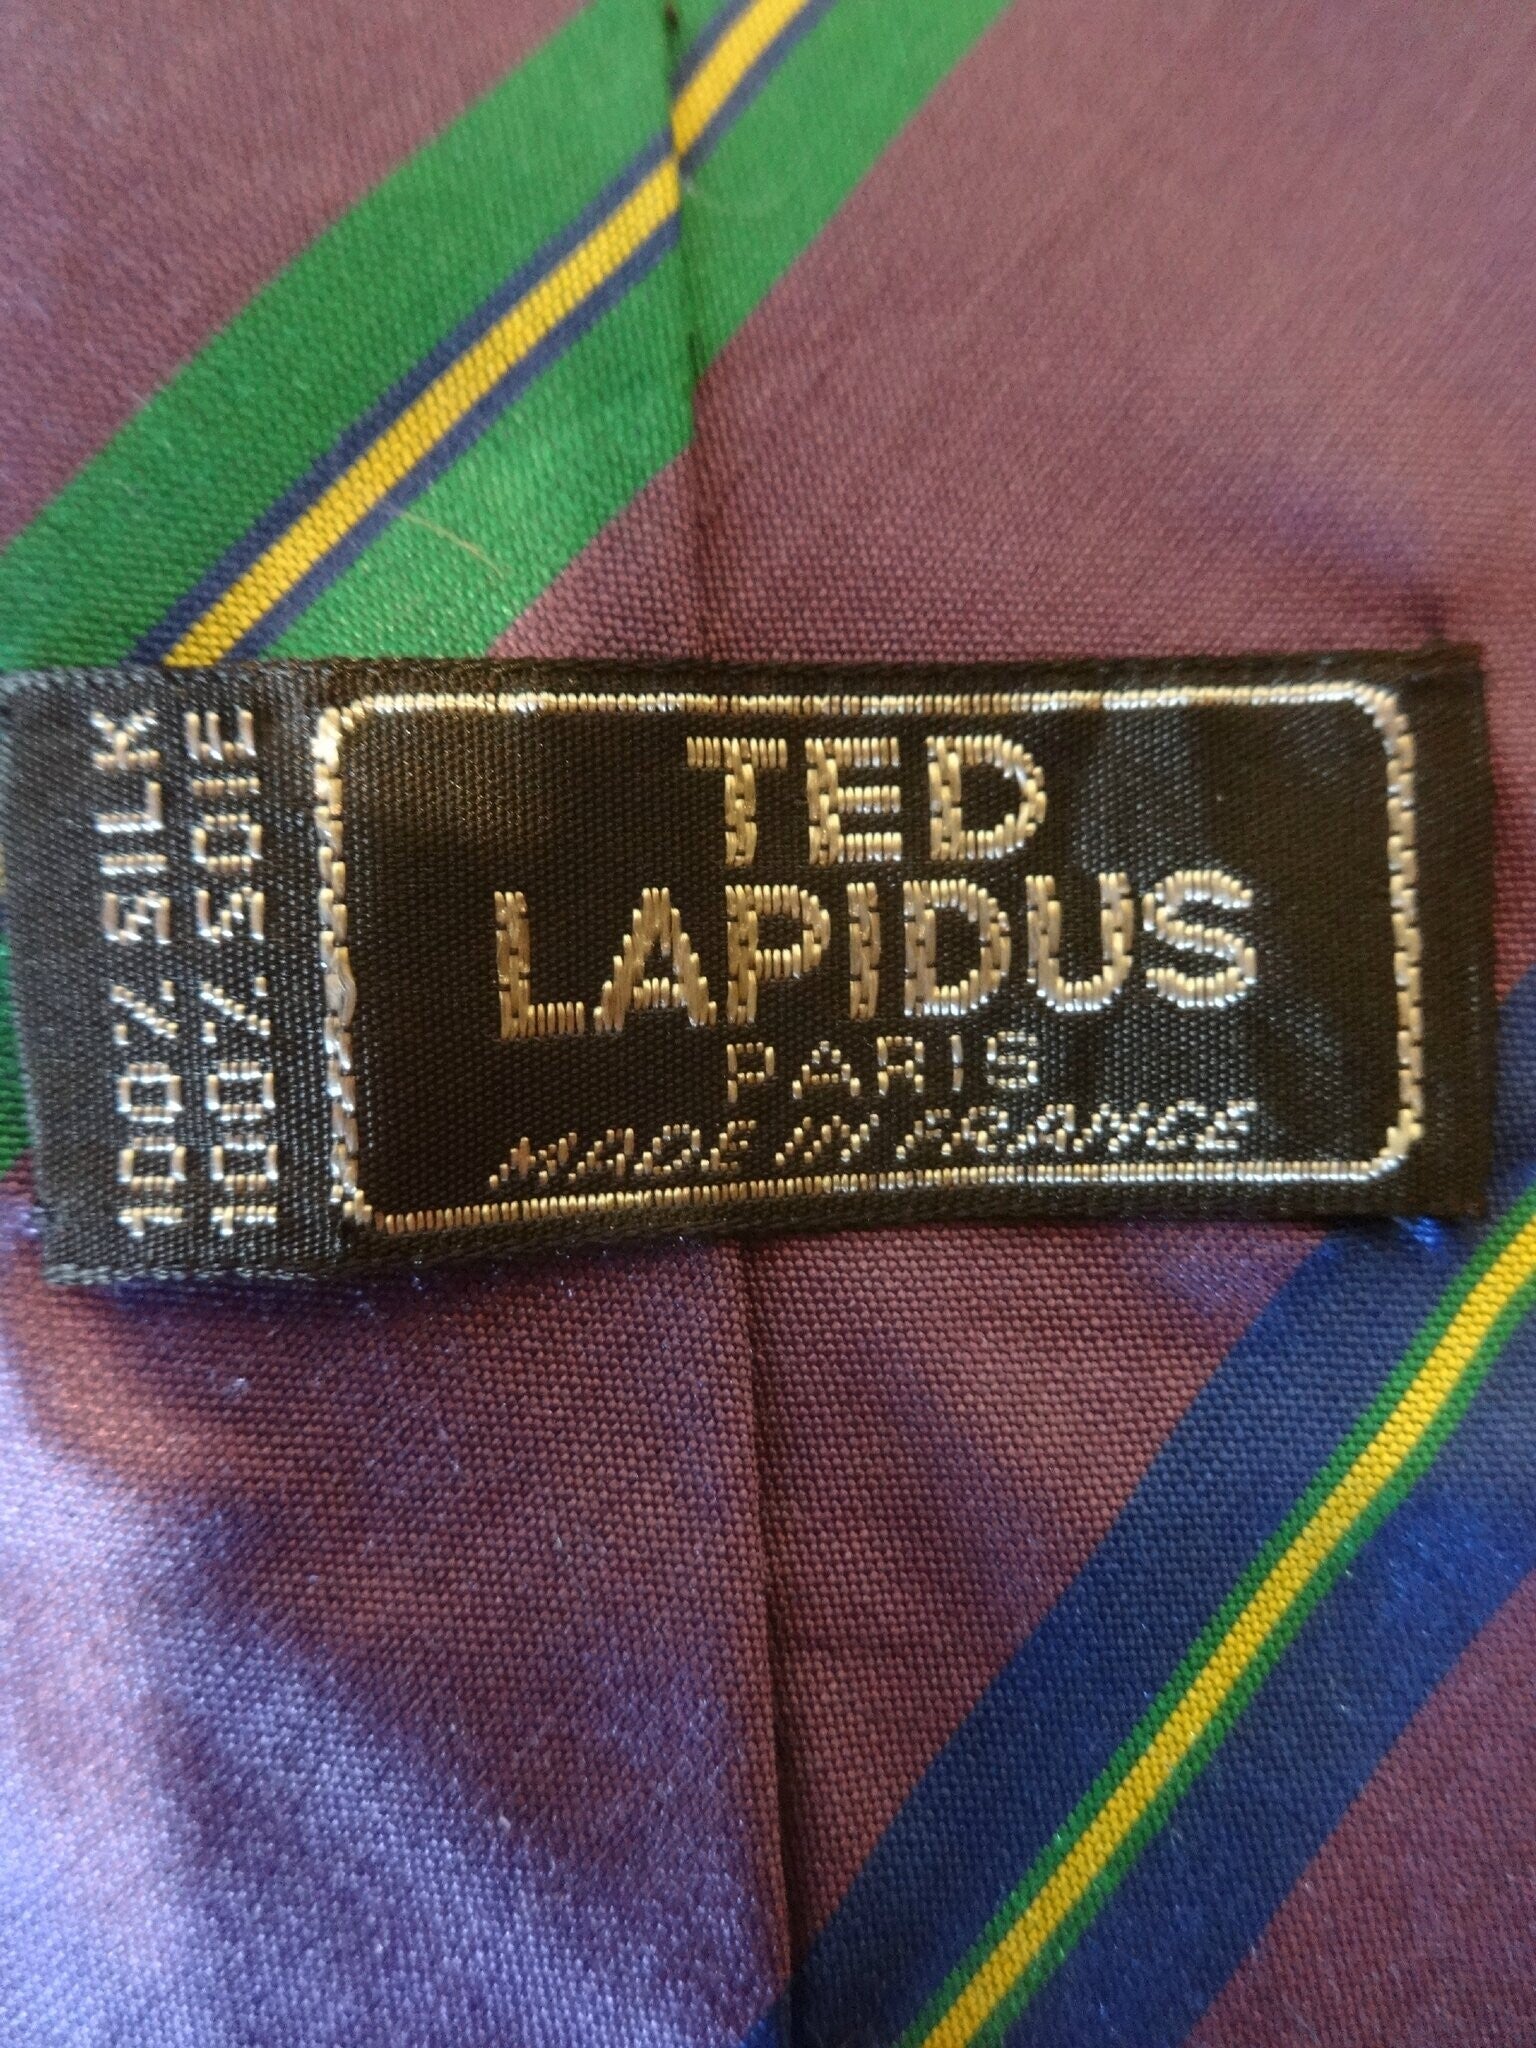 TED
LAPIDUS
PARIS
MADE IN FRANCE
100% SILK
100% SOIE